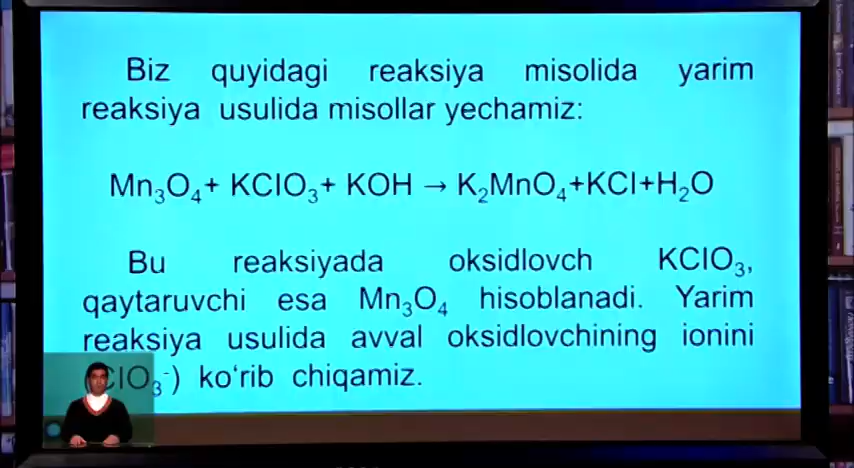 Biz quyidagi reaksiya misolida yarim
reaksiya usulida misollar yechamiz:
Mn₃O₄+ KClO₃+ KOH → K₂MnO₄+KCl+H₂O
Bu reaksiyada oksidlovch KClO₃,
qaytaruvchi esa Mn₃O₄ hisoblanadi. Yarim
reaksiya usulida avval oksidlovchining ionini
(ClO₃⁻) ko‘rib chiqamiz.